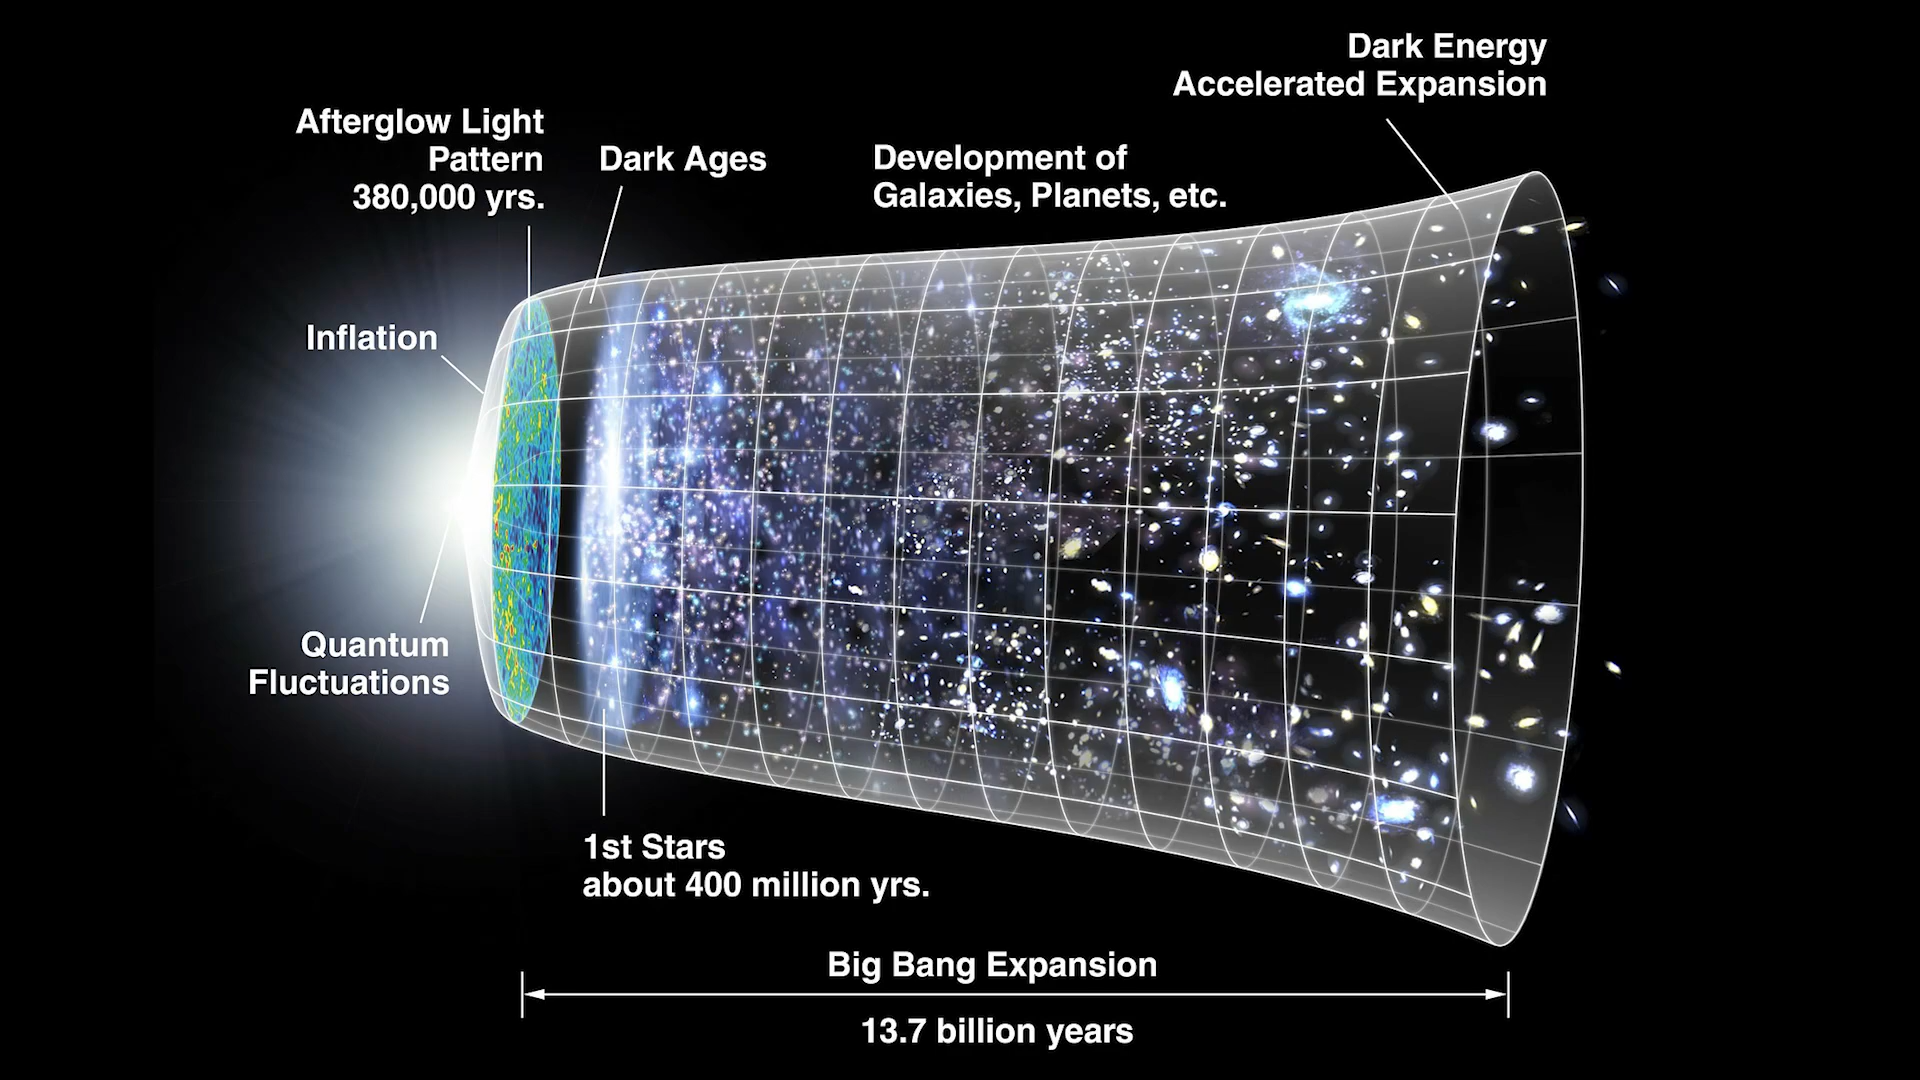 Dark Energy
Accelerated Expansion
Afterglow Light
Pattern
380,000 yrs.
Dark Ages
Development of
Galaxies, Planets, etc.
Inflation
Quantum
Fluctuations
1st Stars
about 400 million yrs.
Big Bang Expansion
13.7 billion years